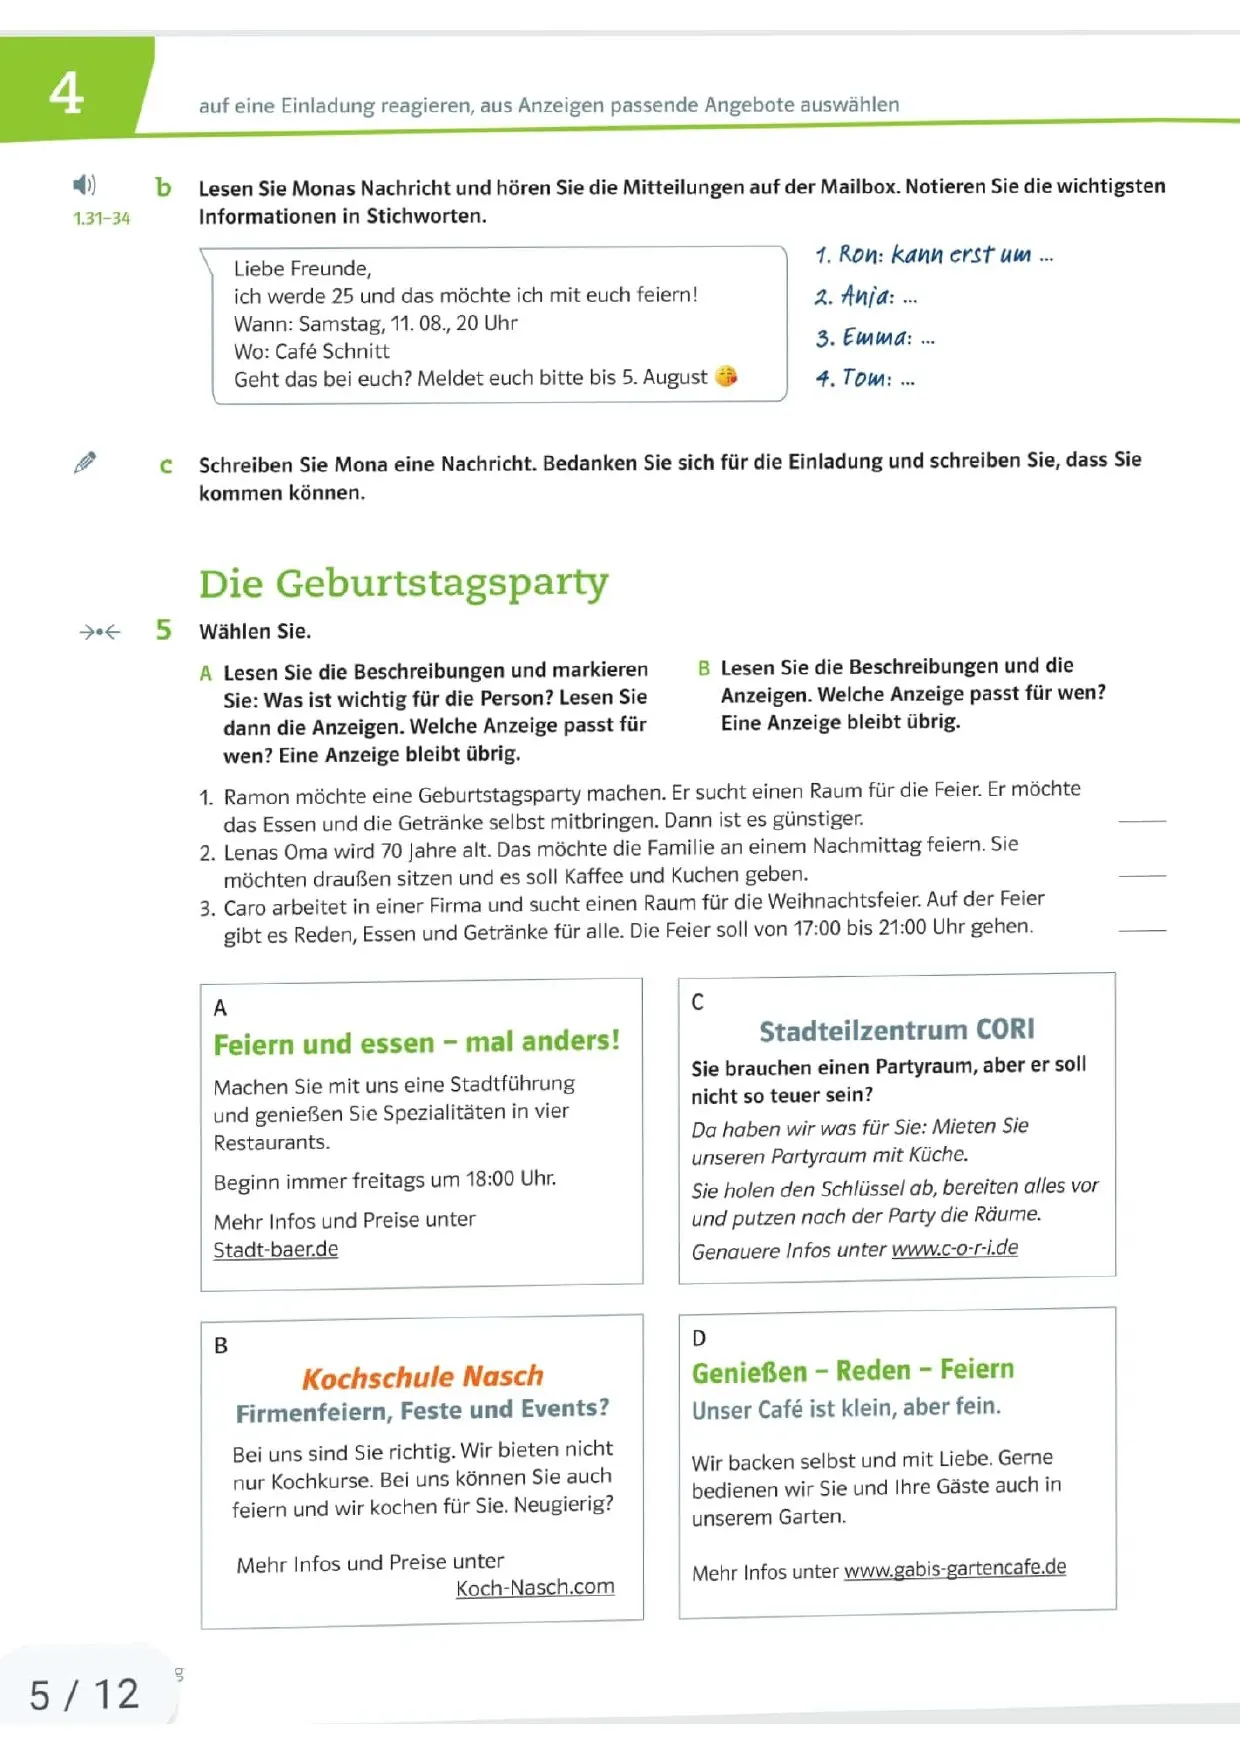 4
auf eine Einladung reagieren, aus Anzeigen passende Angebote auswählen
1.31–34
b Lesen Sie Monas Nachricht und hören Sie die Mitteilungen auf der Mailbox. Notieren Sie die wichtigsten
Informationen in Stichworten.
Liebe Freunde,
ich werde 25 und das möchte ich mit euch feiern!
Wann: Samstag, 11. 08., 20 Uhr
Wo: Café Schnitt
Geht das bei euch? Meldet euch bitte bis 5. August
1. Ron: kann erst um ...
2. Anja: ...
3. Emma: ...
4. Tom: ...
c Schreiben Sie Mona eine Nachricht. Bedanken Sie sich für die Einladung und schreiben Sie, dass Sie
kommen können.
Die Geburtstagsparty
5 Wählen Sie.
A Lesen Sie die Beschreibungen und markieren
Sie: Was ist wichtig für die Person? Lesen Sie
dann die Anzeigen. Welche Anzeige passt für
wen? Eine Anzeige bleibt übrig.
B Lesen Sie die Beschreibungen und die
Anzeigen. Welche Anzeige passt für wen?
Eine Anzeige bleibt übrig.
1. Ramon möchte eine Geburtstagsparty machen. Er sucht einen Raum für die Feier. Er möchte
das Essen und die Getränke selbst mitbringen. Dann ist es günstiger.
2. Lenas Oma wird 70 Jahre alt. Das möchte die Familie an einem Nachmittag feiern. Sie
möchten draußen sitzen und es soll Kaffee und Kuchen geben.
3. Caro arbeitet in einer Firma und sucht einen Raum für die Weihnachtsfeier. Auf der Feier
gibt es Reden, Essen und Getränke für alle. Die Feier soll von 17:00 bis 21:00 Uhr gehen.
A
Feiern und essen – mal anders!
Machen Sie mit uns eine Stadtführung
und genießen Sie Spezialitäten in vier
Restaurants.
Beginn immer freitags um 18:00 Uhr.
Mehr Infos und Preise unter
Stadt-baer.de
C
Stadteilzentrum CORI
Sie brauchen einen Partyraum, aber er soll
nicht so teuer sein?
Da haben wir was für Sie: Mieten Sie
unseren Partyraum mit Küche.
Sie holen den Schlüssel ab, bereiten alles vor
und putzen nach der Party die Räume.
Genauere Infos unter www.c-o-r-i.de
B
Kochschule Nasch
Firmenfeiern, Feste und Events?
Bei uns sind Sie richtig. Wir bieten nicht
nur Kochkurse. Bei uns können Sie auch
feiern und wir kochen für Sie. Neugierig?
Mehr Infos und Preise unter
Koch-Nasch.com
D
Genießen – Reden – Feiern
Unser Café ist klein, aber fein.
Wir backen selbst und mit Liebe. Gerne
bedienen wir Sie und Ihre Gäste auch in
unserem Garten.
Mehr Infos unter www.gabis-gartencafe.de
5 / 12